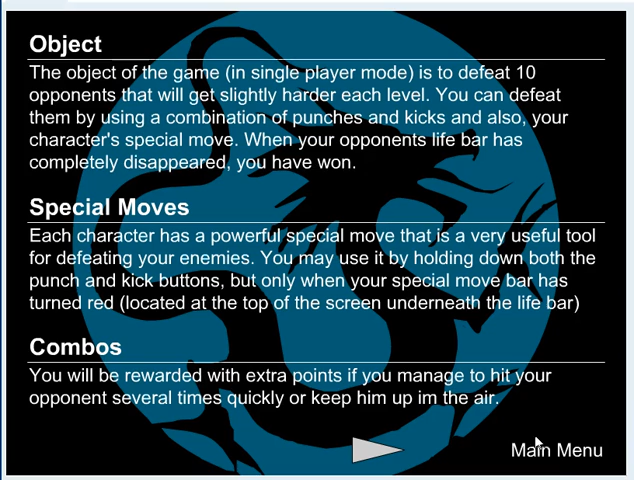 Object
The object of the game (in single player mode) is to defeat 10
opponents that will get slightly harder each level. You can defeat
them by using a combination of punches and kicks and also, your
character's special move. When your opponents life bar has
completely disappeared, you have won.
Special Moves
Each character has a powerful special move that is a very useful tool
for defeating your enemies. You may use it by holding down both the
punch and kick buttons, but only when your special move bar has
turned red (located at the top of the screen underneath the life bar)
Combos
You will be rewarded with extra points if you manage to hit your
opponent several times quickly or keep him up im the air.
Main Menu